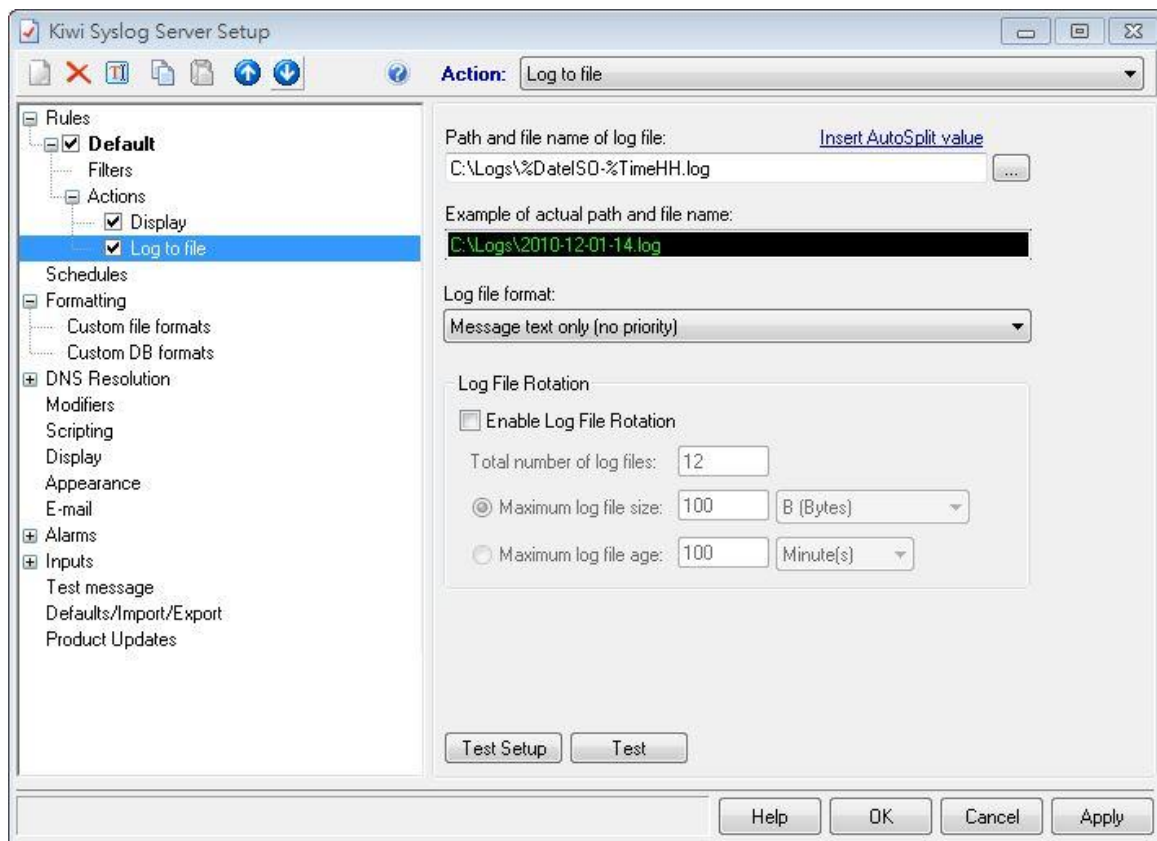 Kiwi Syslog Server Setup
Action: Log to file
Rules
Default
Filters
Actions
Display
Log to file
Schedules
Formatting
Custom file formats
Custom DB formats
DNS Resolution
Modifiers
Scripting
Display
Appearance
E-mail
Alarms
Inputs
Test message
Defaults/Import/Export
Product Updates
Path and file name of log file: Insert AutoSplit value
C:\Logs\%DateISO-%TimeHH.log ...
Example of actual path and file name:
C:\Logs\2010-12-01-14.log
Log file format:
Message text only (no priority)
Log File Rotation
Enable Log File Rotation
Total number of log files: 12
Maximum log file size: 100 B (Bytes)
Maximum log file age: 100 Minute(s)
Test Setup Test
Help OK Cancel Apply